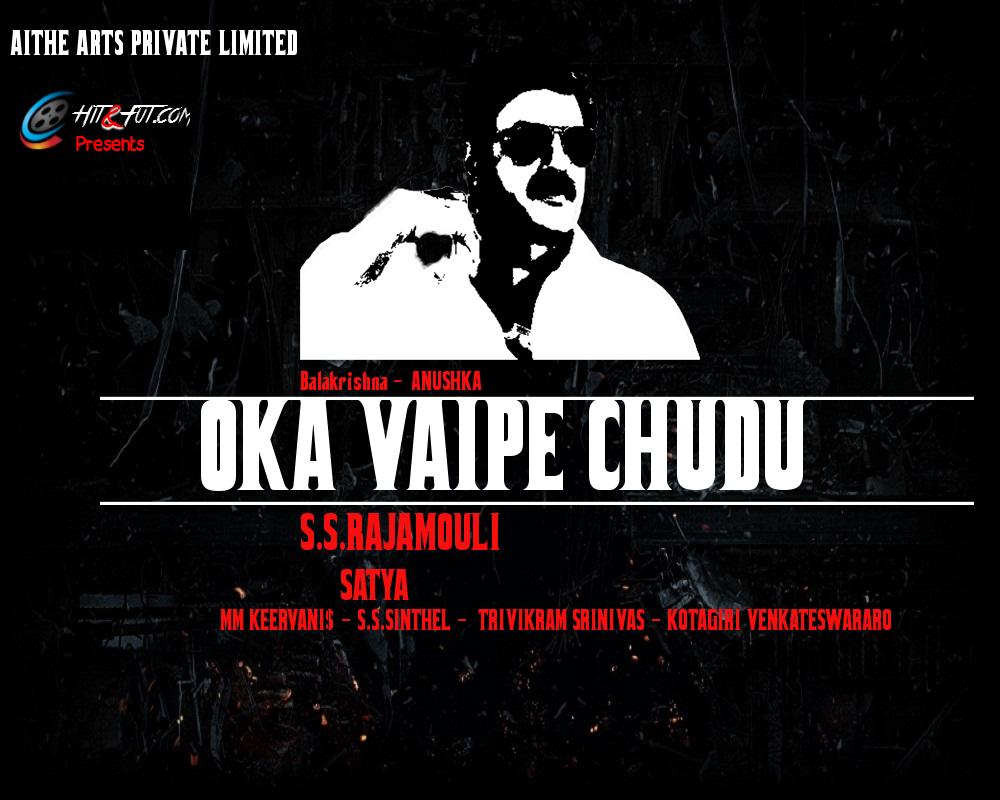 AITHE ARTS PRIVATE LIMITED
HIT&FUT.COM
Presents
Balakrishna - ANUSHKA
OKA VAIPE CHUDU
S.S.RAJAMOULI
SATYA
MM KEERVANI$ - S.S.SINTHEL - TRIVIKRAM SRINIVAS - KOTAGIRI VENKATESWARARO